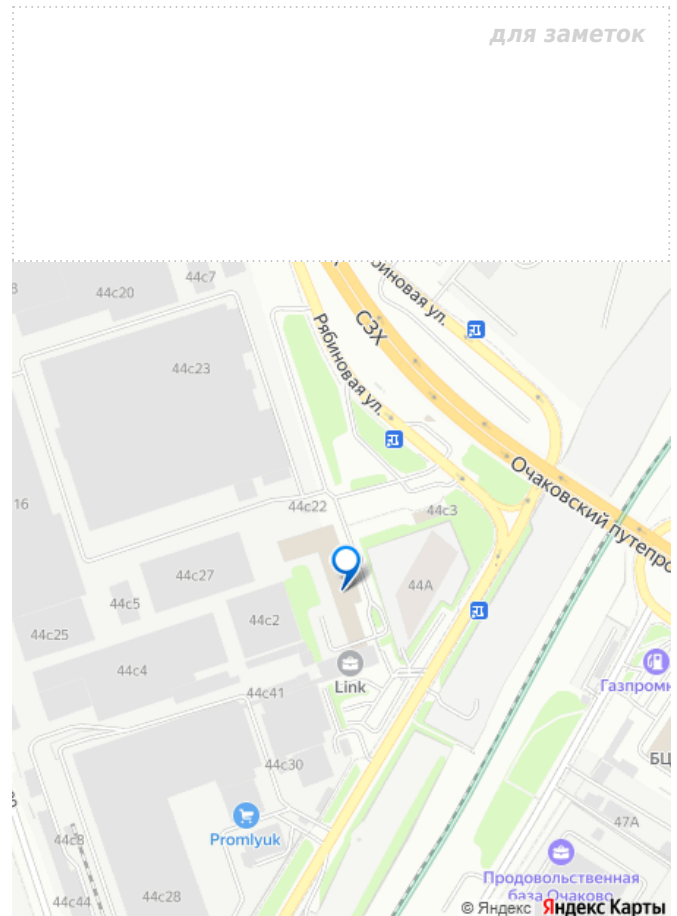 для заметок
44с7
44с20
Рябиновая ул.
СЗХ
44с23
Рябиновая ул.
Очаковский путепро
16
44с22
44с3
44с27
44А
44с5
44с2
44с25
44с4
Link
44с41
Газпромн
БЦ
44с30
Promlyuk
47А
44с8
Продовольственная
база Очаково
44с28
44с44
© Яндекс Яндекс Карты